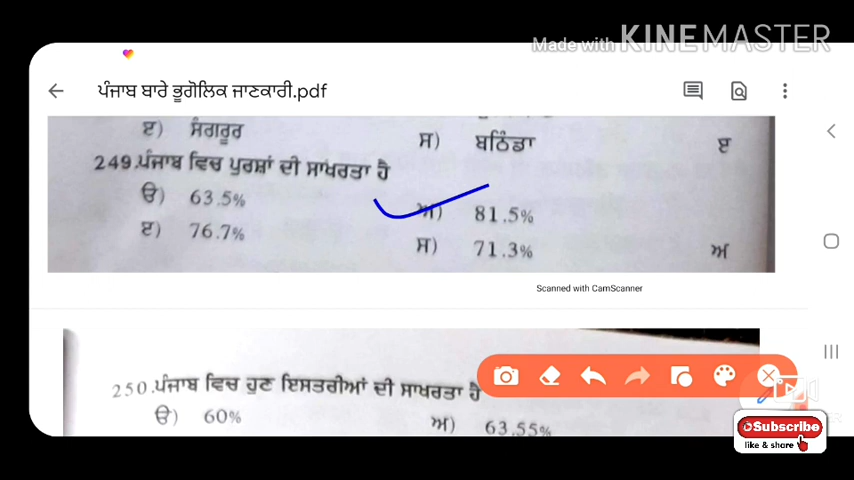 Made with KINEMASTER
ਪੰਜਾਬ ਬਾਰੇ ਭੂਗੋਲਿਕ ਜਾਣਕਾਰੀ.pdf
ੲ) ਸੰਗਰੂਰ ਸ) ਬਠਿੰਡਾ ੲ
249.ਪੰਜਾਬ ਵਿਚ ਪੁਰਸ਼ਾਂ ਦੀ ਸਾਖਰਤਾ ਹੈ
ੳ) 63.5% ਅ) 81.5%
ੲ) 76.7% ਸ) 71.3% ਅ
Scanned with CamScanner
250.ਪੰਜਾਬ ਵਿਚ ਹੁਣ ਇਸਤਰੀਆਂ ਦੀ ਸਾਖਰਤਾ ਹੈ
ੳ) 60% ਅ) 63.55%
Subscribe
like & share